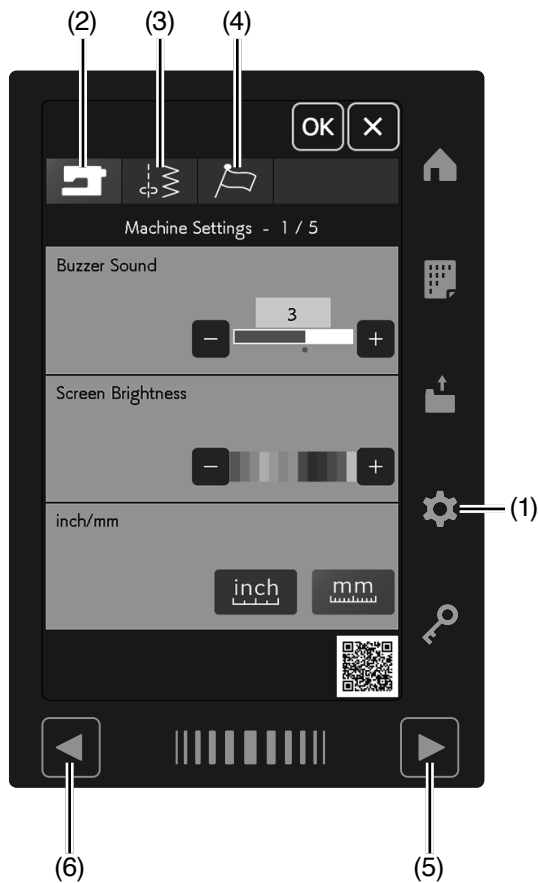 (2) (3) (4)
OK X
Machine Settings - 1 / 5
Buzzer Sound
3
- +
Screen Brightness
- +
(1)
inch/mm
inch mm
(6) (5)